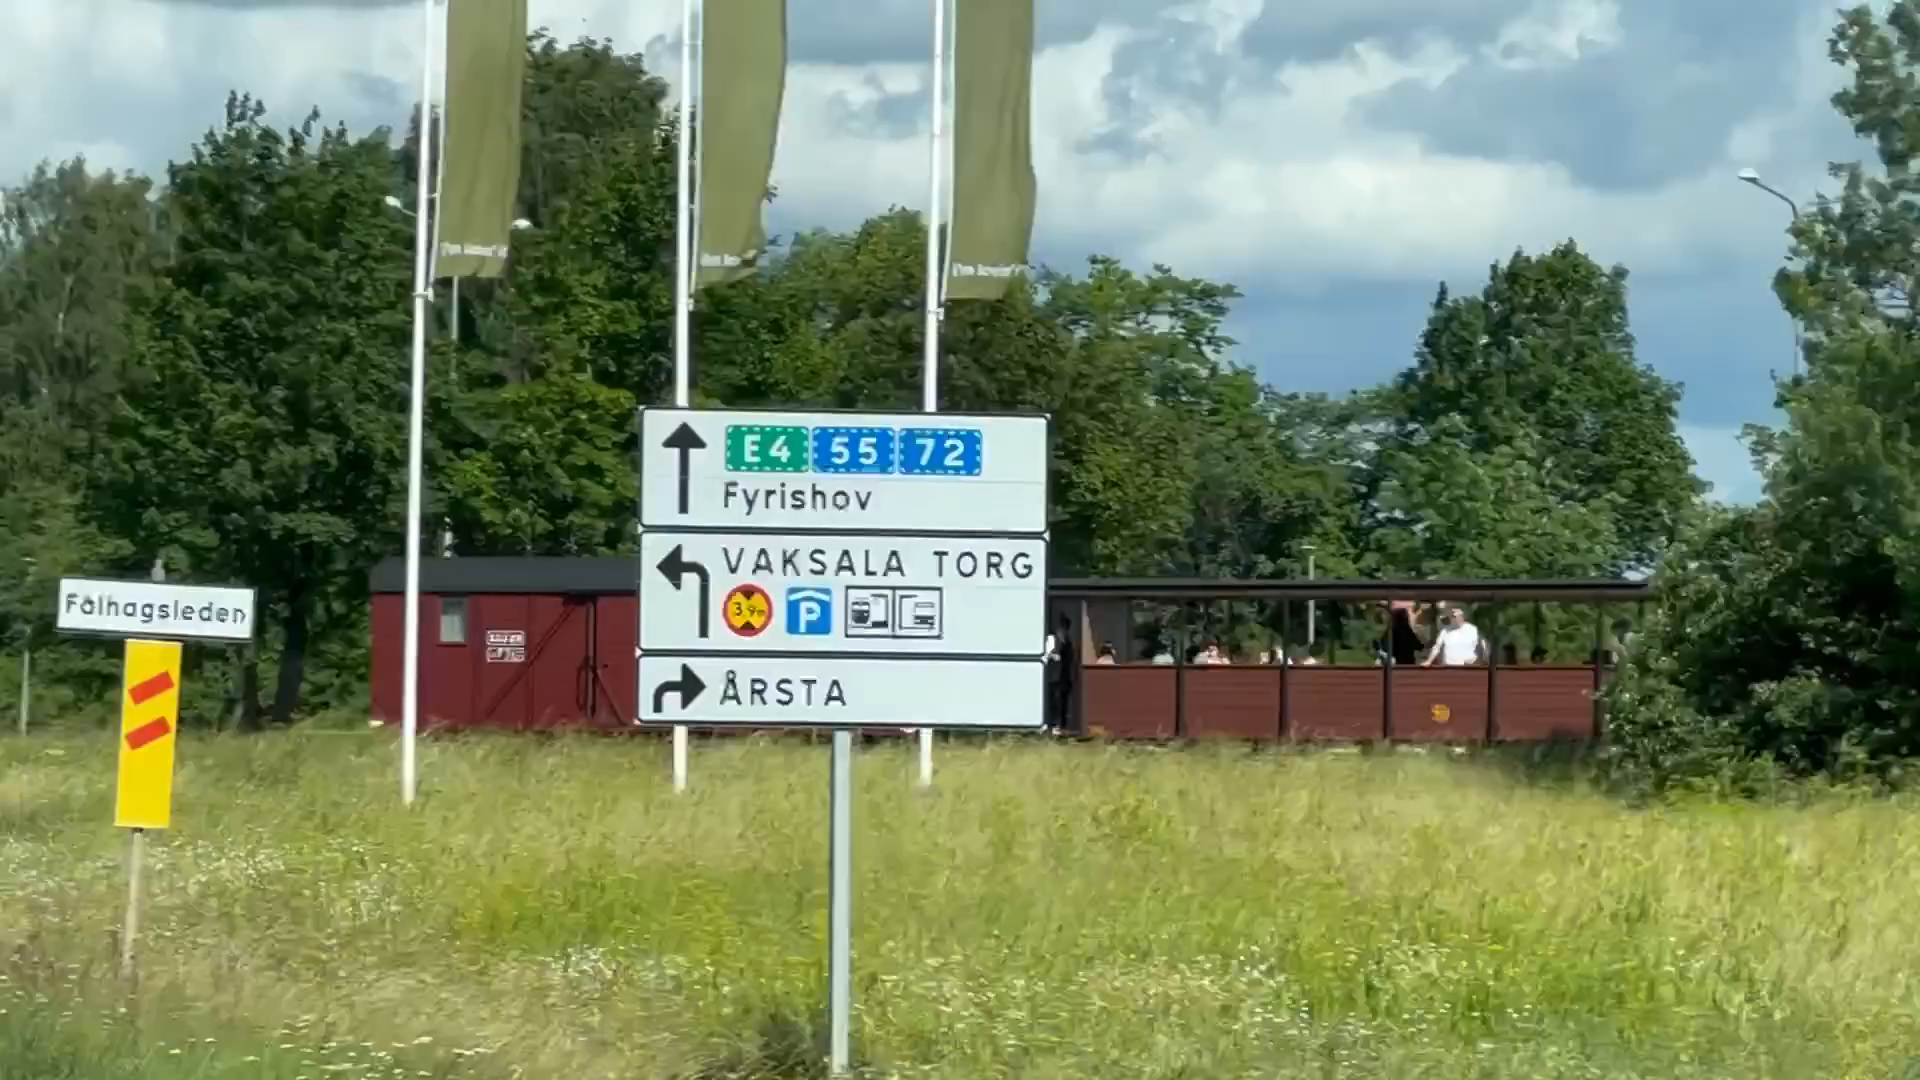 E4 55 72
Fyrishov
VAKSALA TORG
3,9m P
ÅRSTA
Fålhagsleden